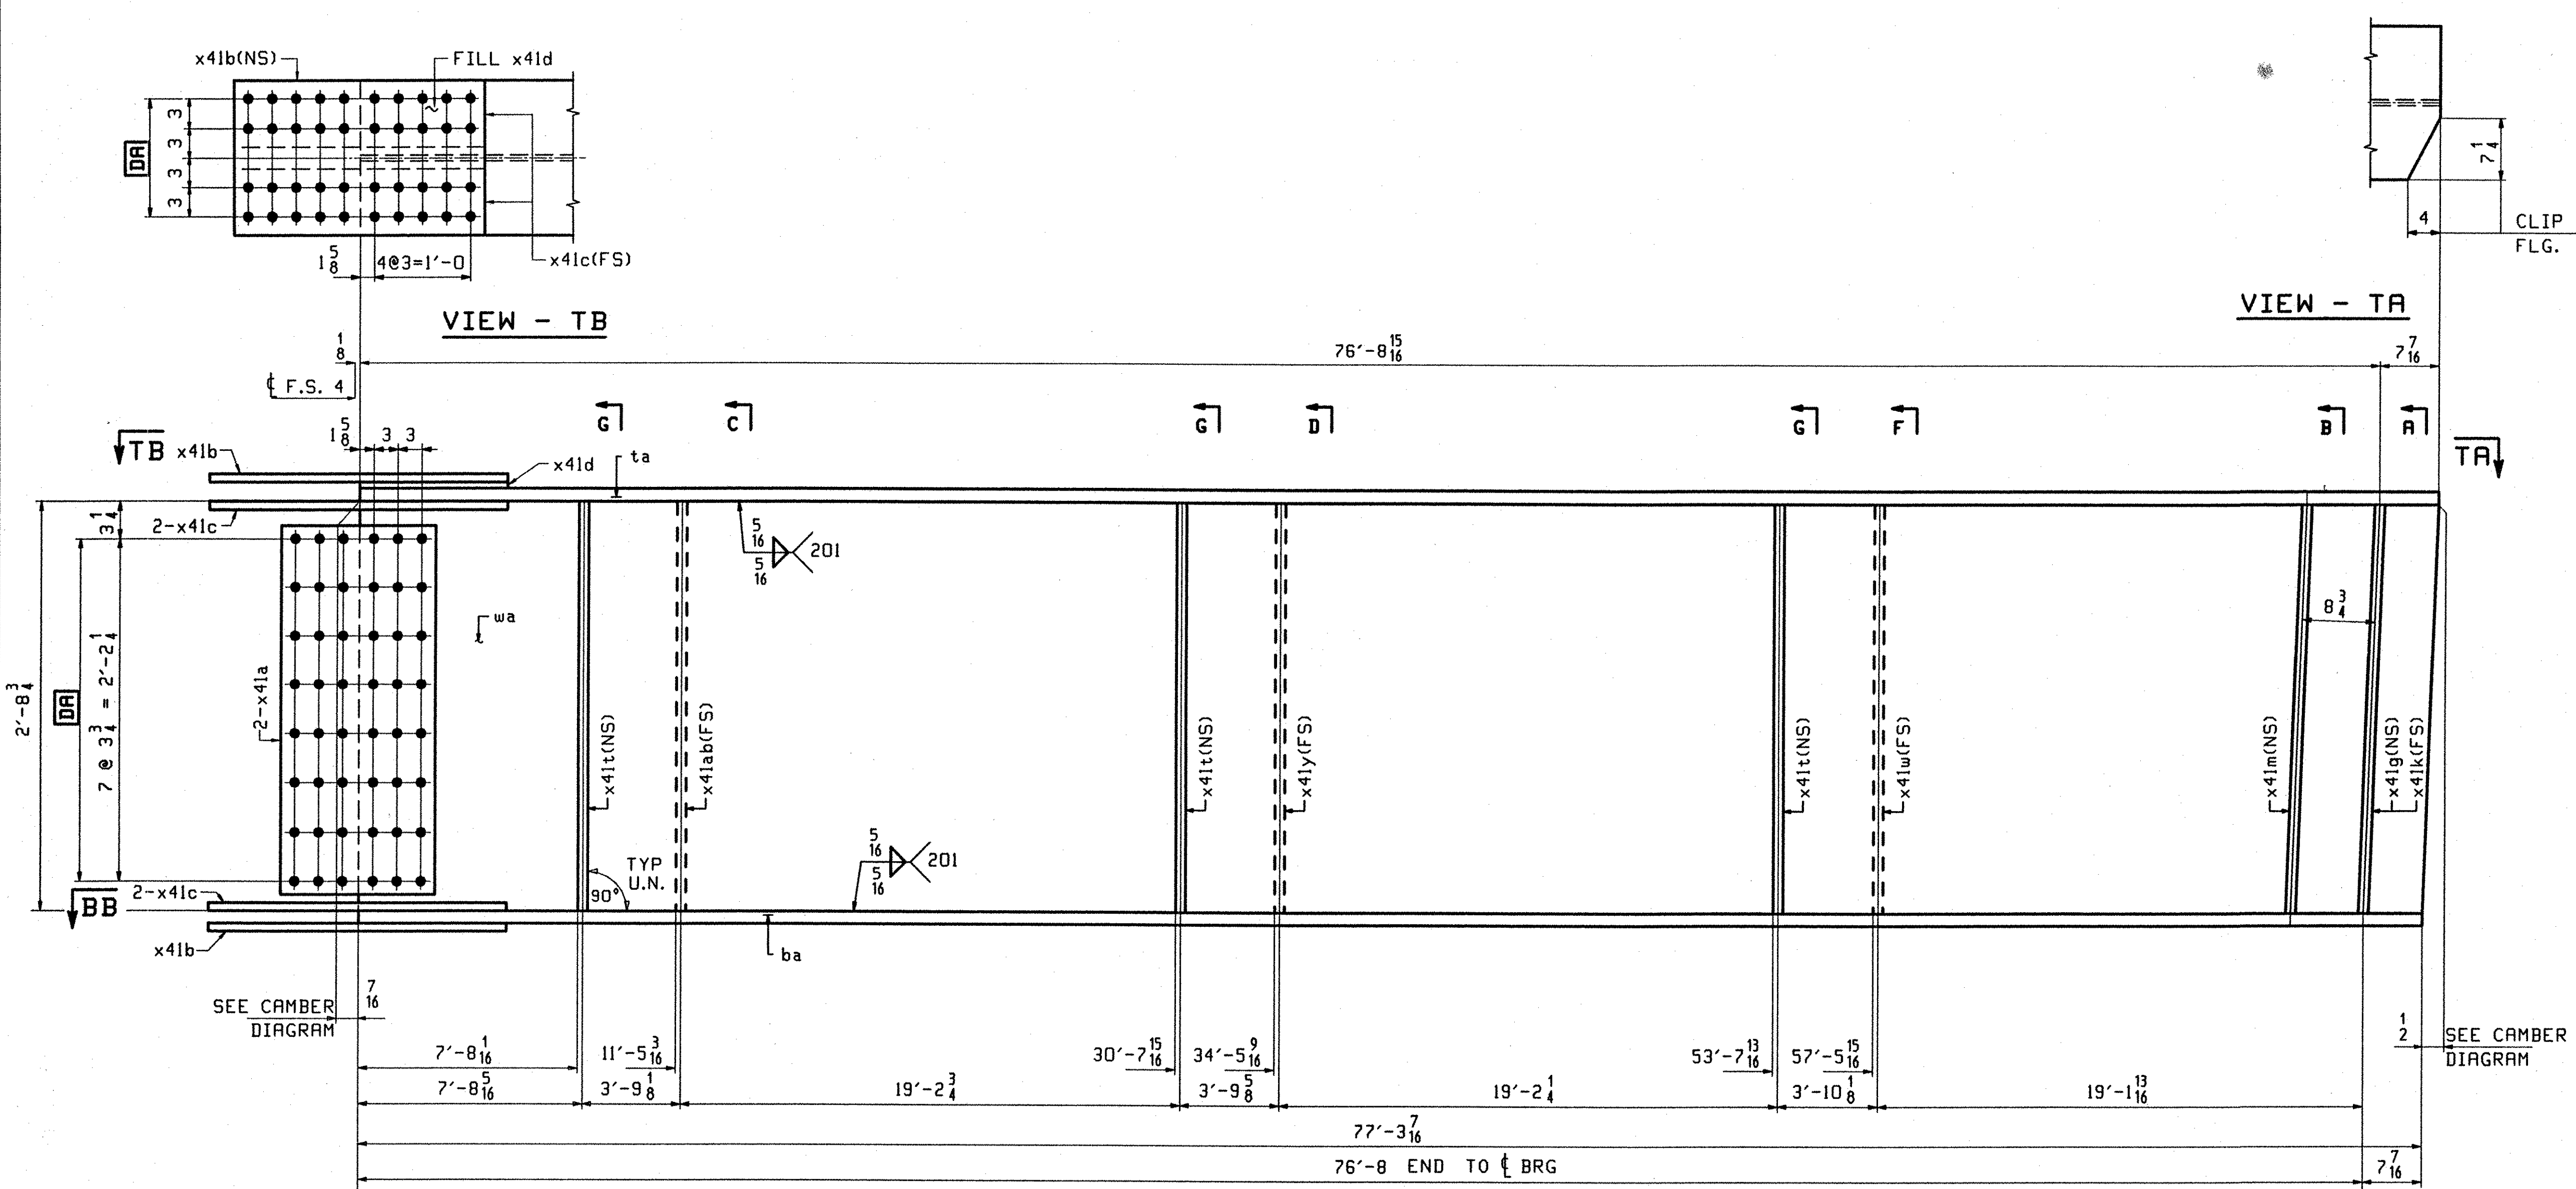 x41b(NS)
FILL x41d
DA
3
3
3
3
1 5/8
4@3=1'-0
x41c(FS)
VIEW - TB
7 1/4
4
CLIP
FLG.
VIEW - TA
1/8
76'-8 15/16
7 7/16
℄ F.S. 4
G
C
G
D
G
F
B
A
TB
x41b
1 5/8
3
3
x41d
ta
TA
2-x41c
3 1/4
5/16
5/16
201
8 3/4
wa
2'-8 3/4
DA
7 @ 3 3/4 = 2'-2 1/4
2-x41a
x41t(NS)
x41ab(FS)
x41t(NS)
x41y(FS)
x41t(NS)
x41w(FS)
x41m(NS)
x41g(NS)
x41k(FS)
5/16
5/16
201
TYP
U.N.
90°
2-x41c
BB
x41b
ba
7/16
SEE CAMBER
DIAGRAM
1/2
SEE CAMBER
DIAGRAM
7'-8 1/16
11'-5 3/16
30'-7 15/16
34'-5 9/16
53'-7 13/16
57'-5 15/16
7'-8 5/16
3'-9 1/8
19'-2 3/4
3'-9 5/8
19'-2 1/4
3'-10 1/8
19'-1 13/16
77'-3 7/16
76'-8 END TO ℄ BRG
7 7/16